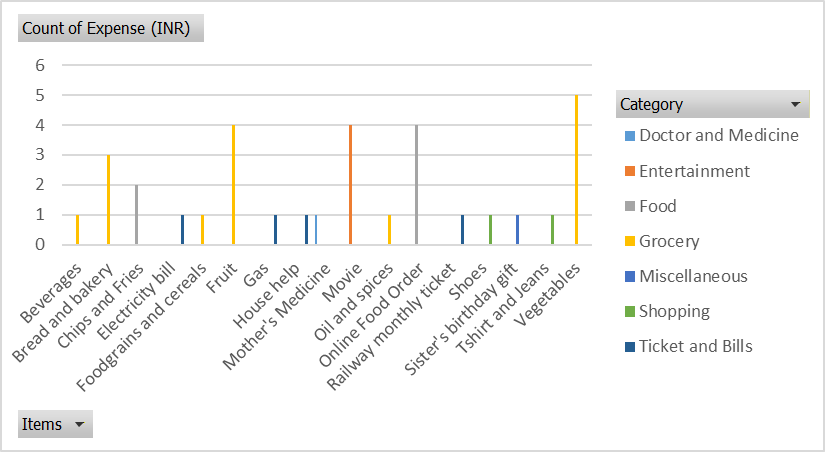 Count of Expense (INR)
6
5
4
3
2
1
0
Beverages
Bread and bakery
Chips and Fries
Electricity bill
Foodgrains and cereals
Fruit
Gas
House help
Mother's Medicine
Movie
Oil and spices
Online Food Order
Railway monthly ticket
Shoes
Sister's birthday gift
Tshirt and Jeans
Vegetables
Category
Doctor and Medicine
Entertainment
Food
Grocery
Miscellaneous
Shopping
Ticket and Bills
Items